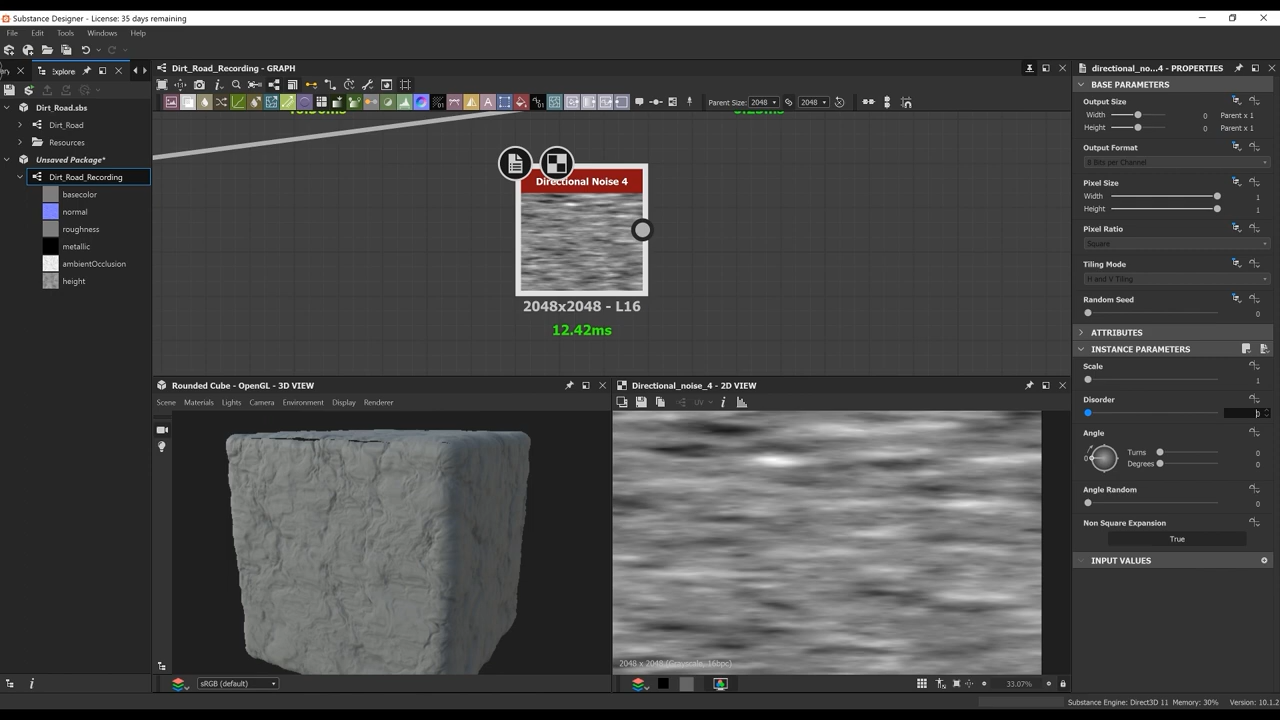 Substance Designer - License: 35 days remaining
File Edit Tools Windows Help
Explore
Dirt_Road.sbs
Dirt_Road
Resources
Unsaved Package*
Dirt_Road_Recording
basecolor
normal
roughness
metallic
ambientOcclusion
height
Dirt_Road_Recording - GRAPH
Parent Size: 2048 2048
Directional Noise 4
2048x2048 - L16
12.42ms
Rounded Cube - OpenGL - 3D VIEW
Scene Materials Lights Camera Environment Display Renderer
sRGB (default)
Directional_noise_4 - 2D VIEW
UV
2048 x 2048 (Grayscale, 16bpc)
33.07%
directional_no...4 - PROPERTIES
BASE PARAMETERS
Output Size
Width 0 Parent x 1
Height 0 Parent x 1
Output Format
8 Bits per Channel
Pixel Size
Width 1
Height 1
Pixel Ratio
Square
Tiling Mode
H and V Tiling
Random Seed
0
ATTRIBUTES
INSTANCE PARAMETERS
Scale
1
Disorder
0
Angle
0 Turns 0
Degrees 0
Angle Random
0
Non Square Expansion
True
INPUT VALUES
Substance Engine: Direct3D 11 Memory: 30% Version: 10.1.2